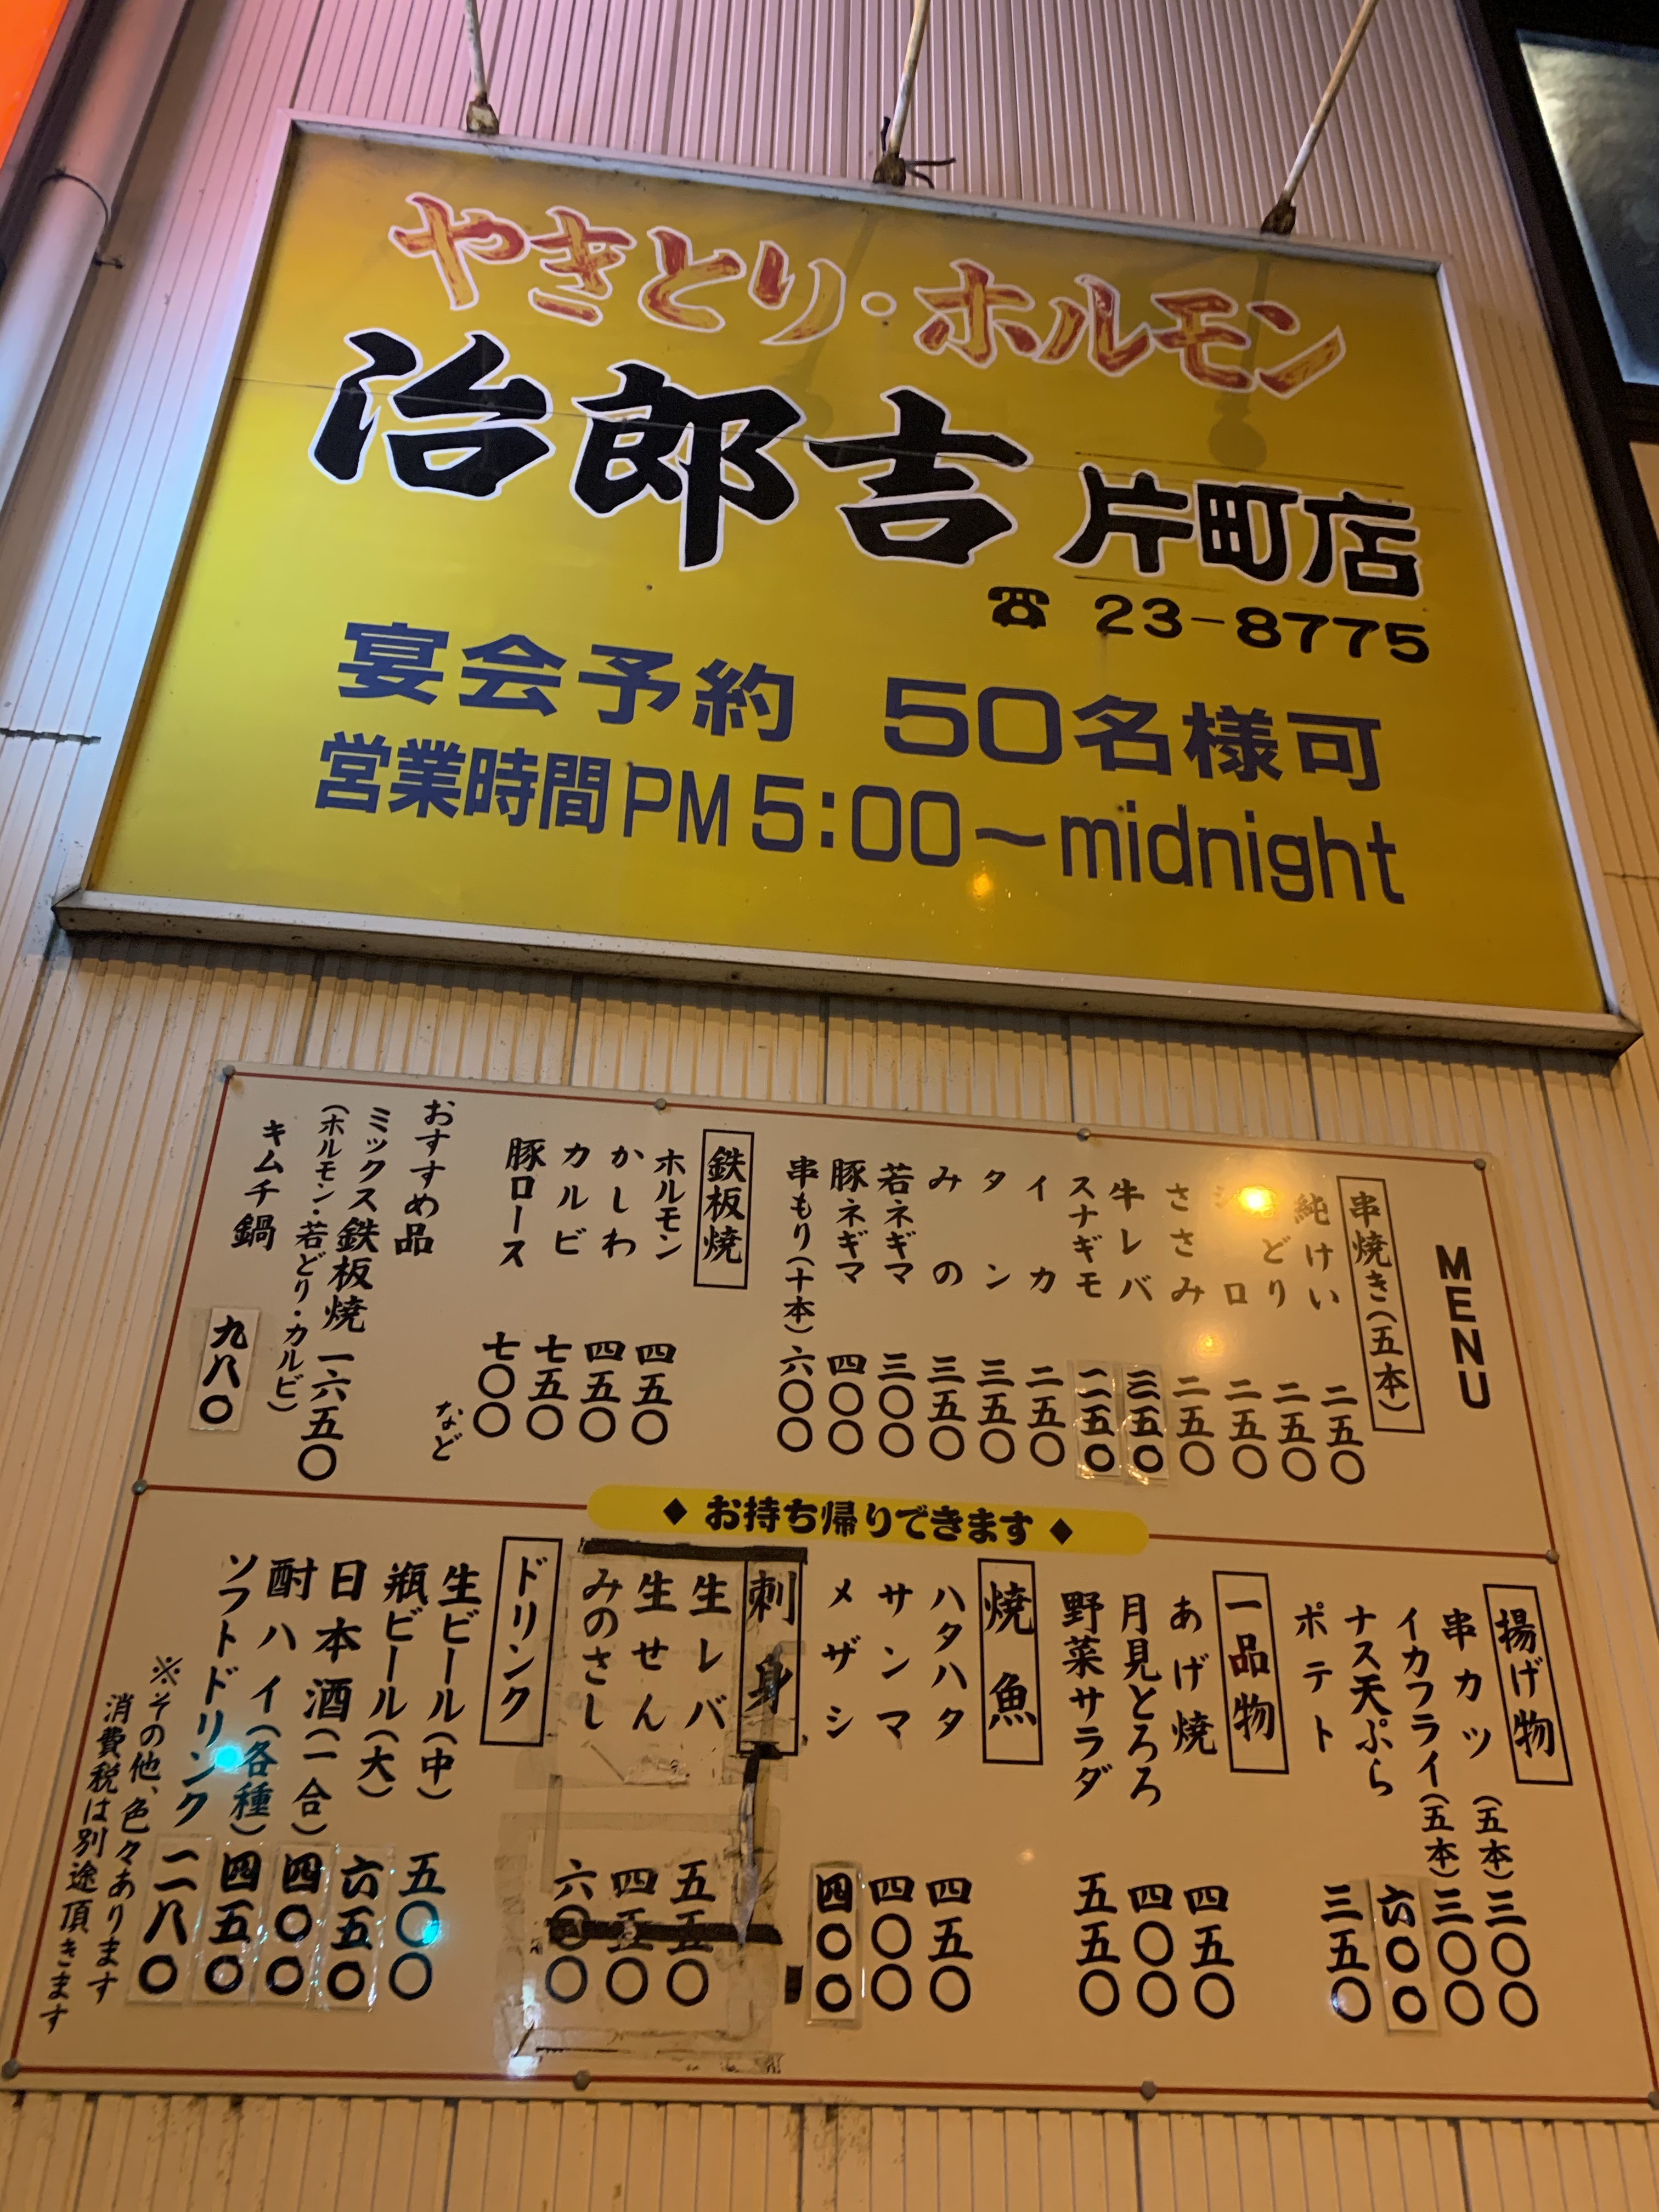 やきとり・ホルモン
治郎吉 片町店
☎ 23-8775
宴会予約 50名様可
営業時間PM5:00〜midnight
MENU
串焼き(五本)
純けい 二五〇
どり 二五〇
シロ 二五〇
ささみ 二五〇
牛レバ 三五〇
スナギモ 二五〇
イカ 二五〇
タン 三五〇
みの 三五〇
若ネギマ 三〇〇
豚ネギマ 四〇〇
串もり(十本) 六〇〇
鉄板焼
ホルモン 四五〇
かしわ 四五〇
カルビ 七五〇
豚ロース 七〇〇
など
おすすめ品
ミックス鉄板焼 一六五〇
(ホルモン・若どり・カルビ)
キムチ鍋 九八〇
◆ お持ち帰りできます ◆
揚げ物
串カツ (五本) 三〇〇
イカフライ(五本) 三〇〇
ナス天ぷら 六〇〇
ポテト 三五〇
一品物
あげ焼 四五〇
月見とろろ 四〇〇
野菜サラダ 五五〇
焼魚
ハタハタ 四五〇
サンマ 四〇〇
メザシ 四〇〇
刺身
生レバ 五五〇
生せん 四五〇
みのさし 六〇〇
ドリンク
生ビール(中) 五〇〇
瓶ビール(大) 六五〇
日本酒(一合) 四〇〇
酎ハイ(各種) 四五〇
ソフトドリンク 二八〇
※その他、色々あります
消費税は別途頂きます